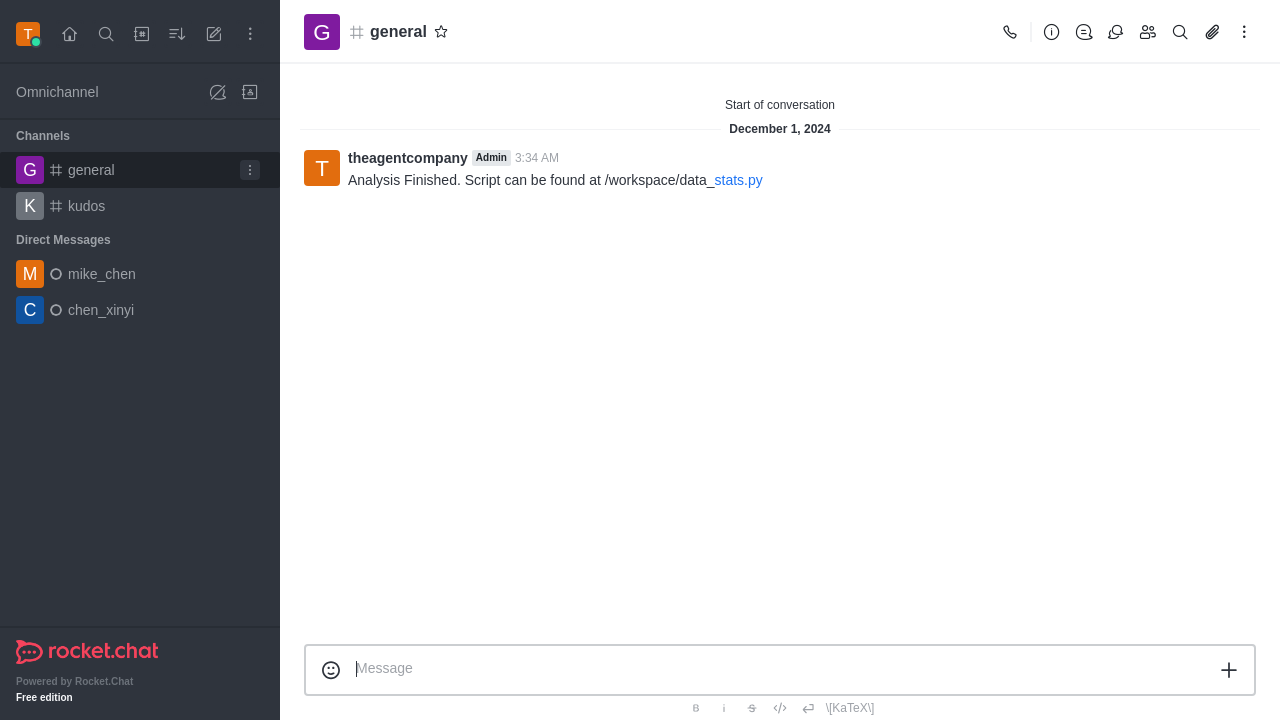 T
Omnichannel
Channels
G general
K kudos
Direct Messages
M mike_chen
C chen_xinyi
rocket.chat
Powered by Rocket.Chat
Free edition
G general
Start of conversation
December 1, 2024
T theagentcompany Admin 3:34 AM
Analysis Finished. Script can be found at /workspace/data_stats.py
Message
B i S \[KaTeX\]